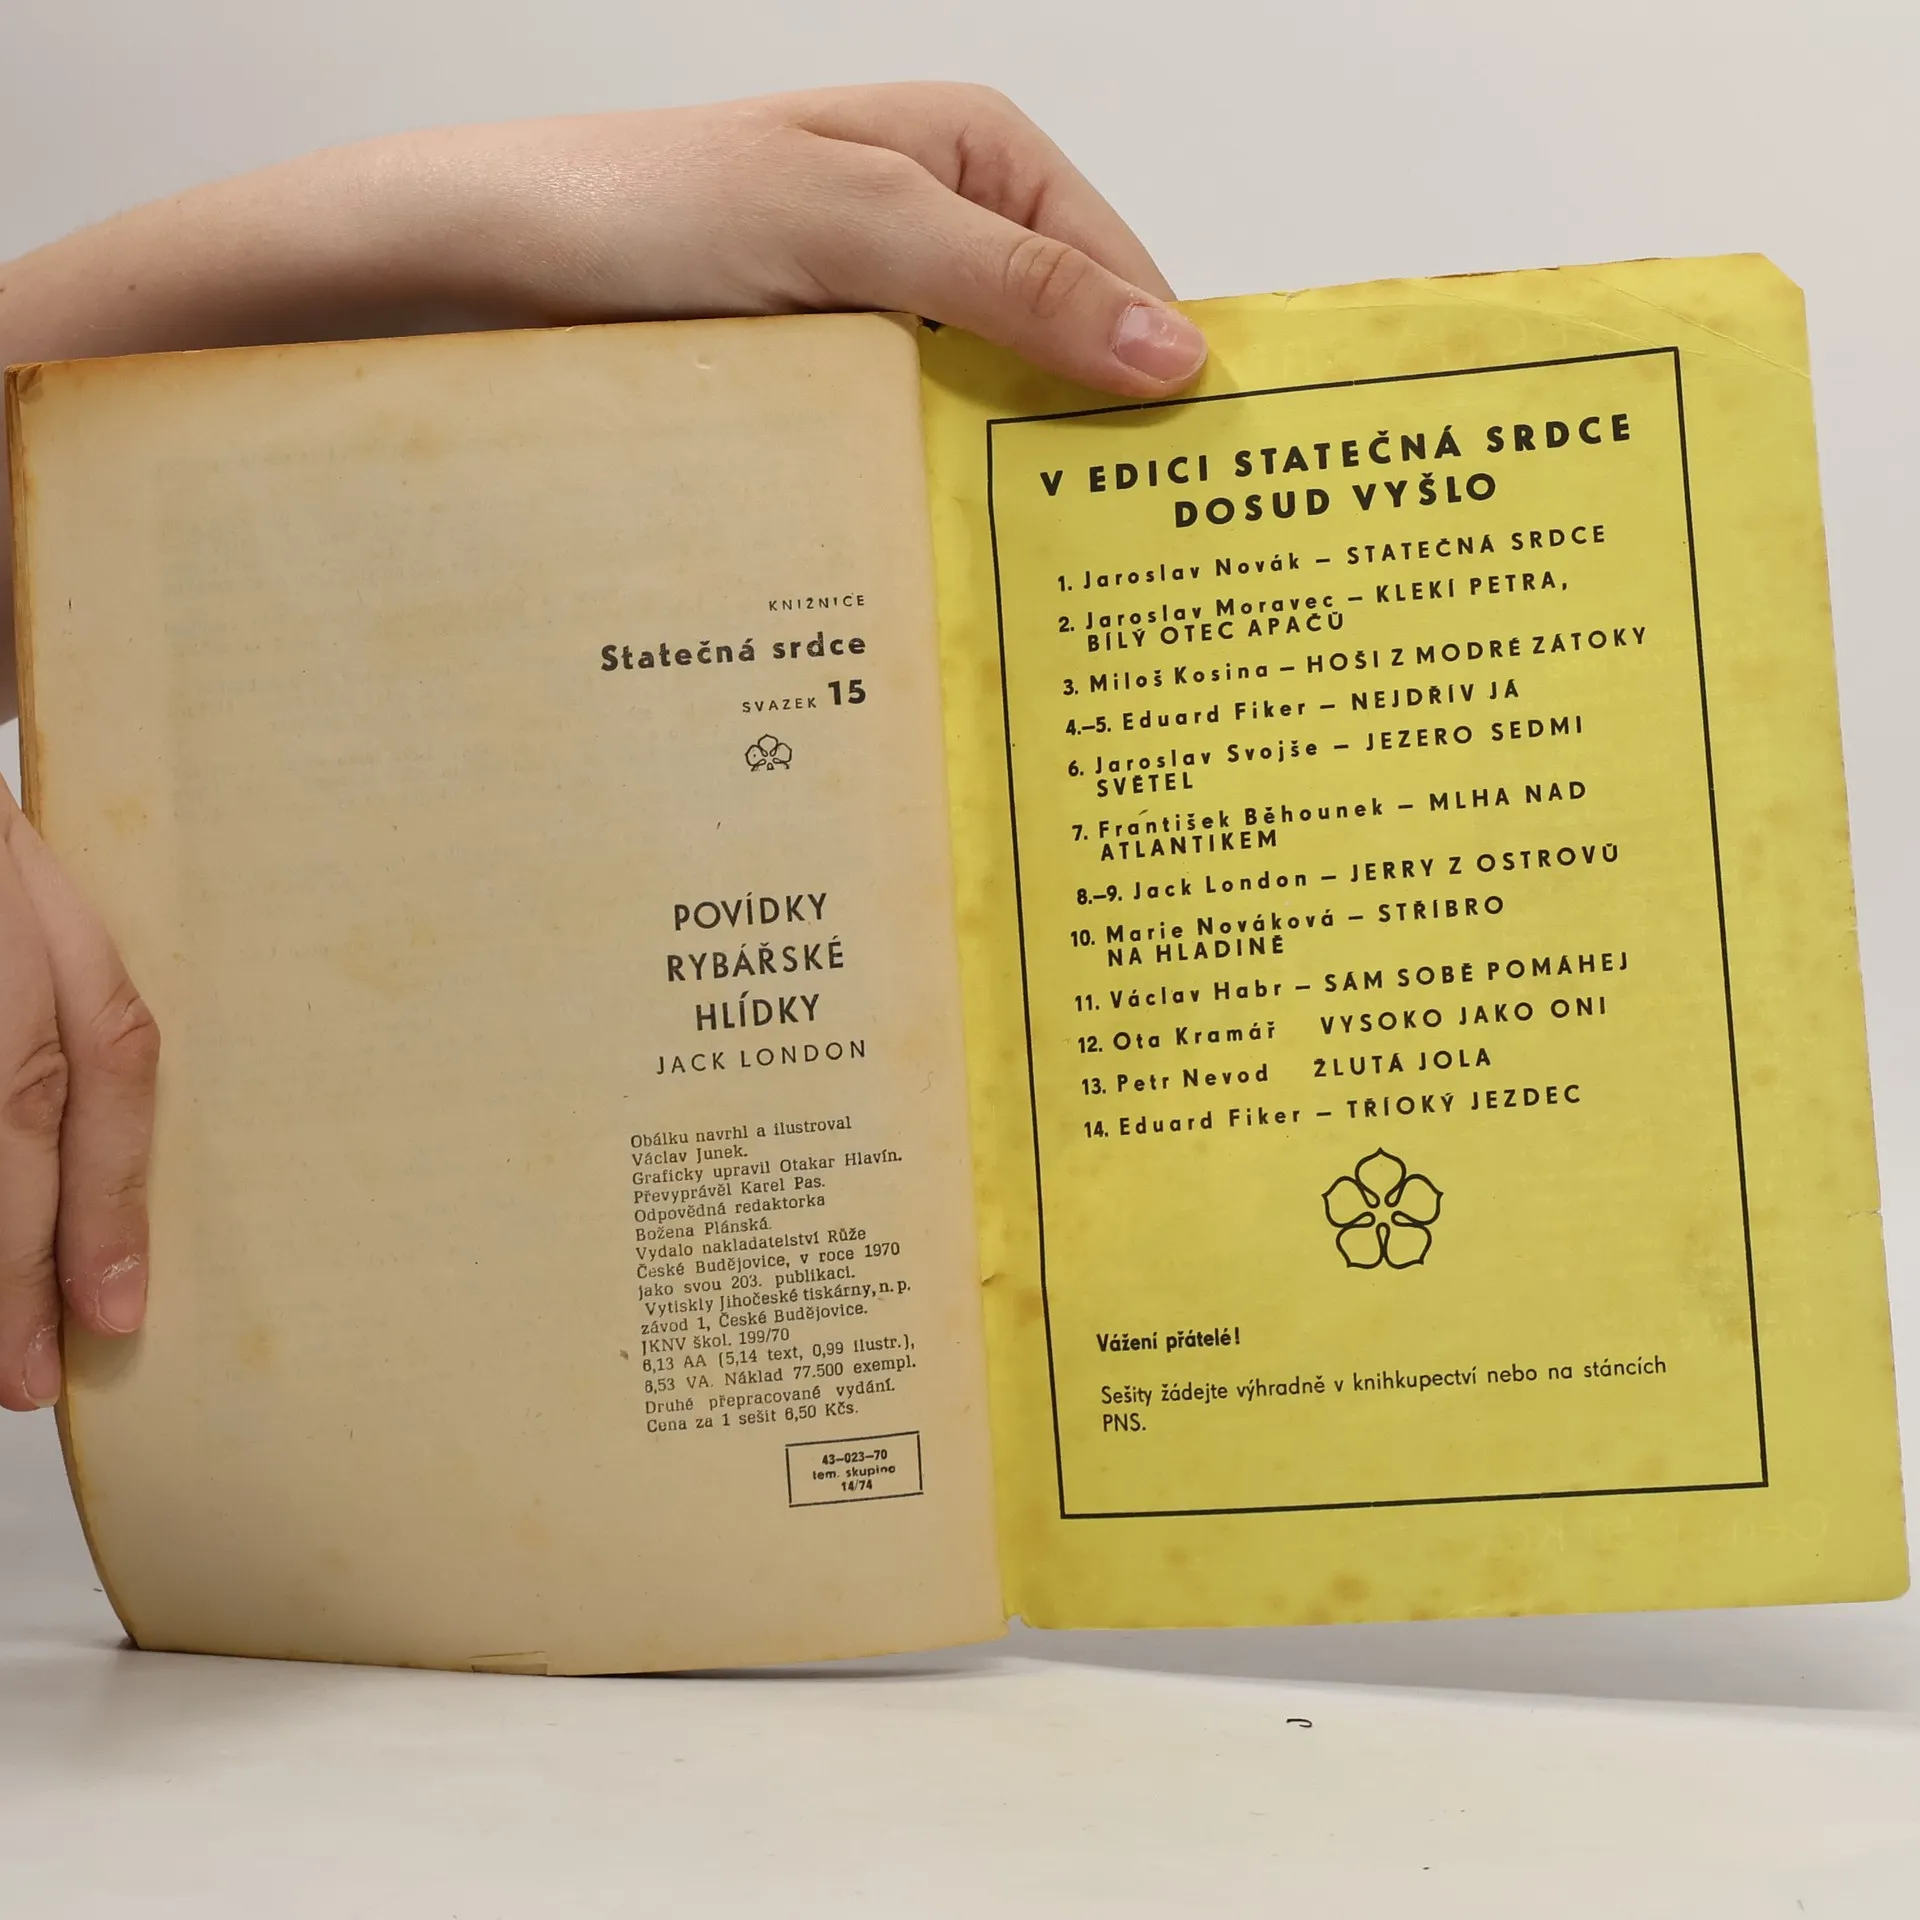 KNIŽNICE
Statečná srdce
SVAZEK 15
POVÍDKY
RYBÁŘSKÉ
HLÍDKY
JACK LONDON
Obálku navrhl a ilustroval
Václav Junek.
Graficky upravil Otakar Hlavín.
Převyprávěl Karel Pas.
Odpovědná redaktorka
Božena Plánská.
Vydalo nakladatelství Růže
České Budějovice, v roce 1970
jako svou 203. publikaci.
Vytiskly Jihočeské tiskárny, n. p.
závod 1, České Budějovice.
JKNV škol. 199/70
6,13 AA (5,14 text, 0,99 ilustr.),
6,53 VA. Náklad 77.500 exempl.
Druhé přepracované vydání.
Cena za 1 sešit 6,50 Kčs.
43–023–70
tem. skupina
14/74
V EDICI STATEČNÁ SRDCE
DOSUD VYŠLO
1. Jaroslav Novák – STATEČNÁ SRDCE
2. Jaroslav Moravec – KLEKÍ PETRA,
BÍLÝ OTEC APAČŮ
3. Miloš Kosina – HOŠI Z MODRÉ ZÁTOKY
4.–5. Eduard Fiker – NEJDŘÍV JÁ
6. Jaroslav Svojše – JEZERO SEDMI
SVĚTEL
7. František Běhounek – MLHA NAD
ATLANTIKEM
8.–9. Jack London – JERRY Z OSTROVŮ
10. Marie Nováková – STŘÍBRO
NA HLADINĚ
11. Václav Habr – SÁM SOBĚ POMÁHEJ
12. Ota Kramář VYSOKO JAKO ONI
13. Petr Nevod ŽLUTÁ JOLA
14. Eduard Fiker – TŘÍOKÝ JEZDEC
Vážení přátelé!
Sešity žádejte výhradně v knihkupectví nebo na stáncích
PNS.